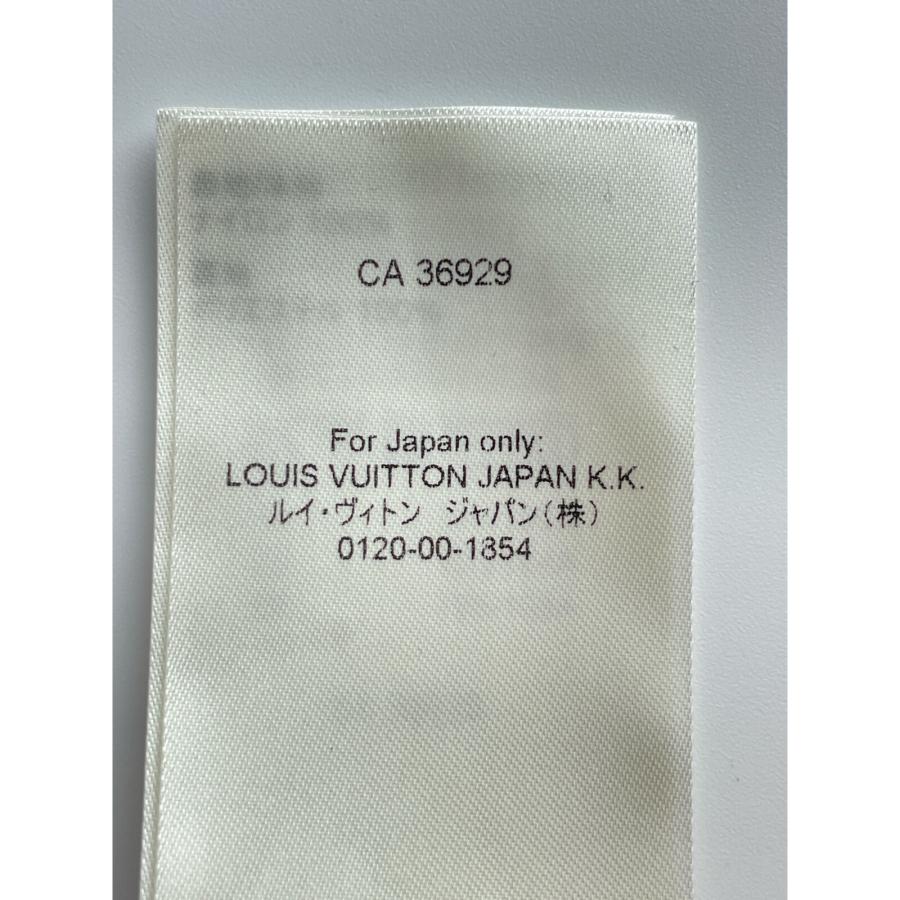 CA 36929
For Japan only:
LOUIS VUITTON JAPAN K.K.
ルイ・ヴィトン ジャパン(株)
0120-00-1854